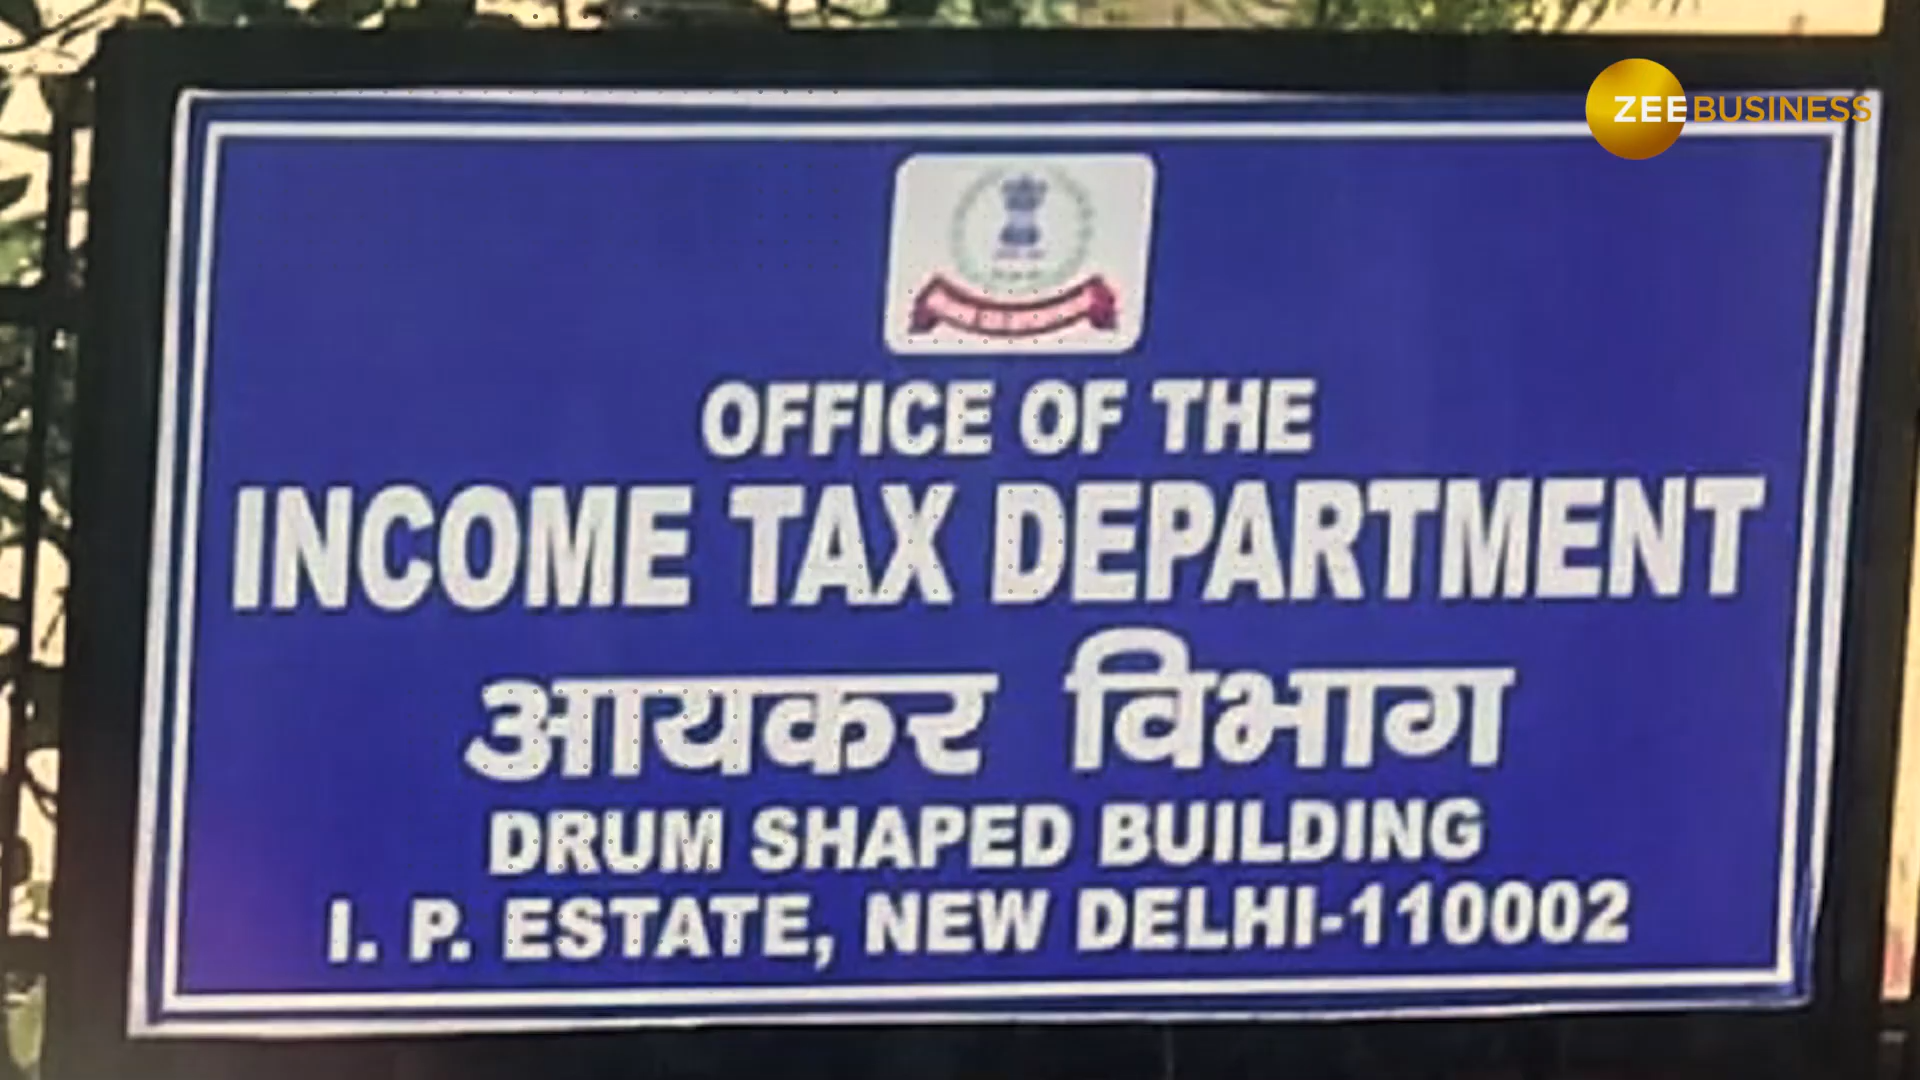 ZEEBUSINESS
OFFICE OF THE
INCOME TAX DEPARTMENT
आयकर विभाग
DRUM SHAPED BUILDING
I. P. ESTATE, NEW DELHI-110002